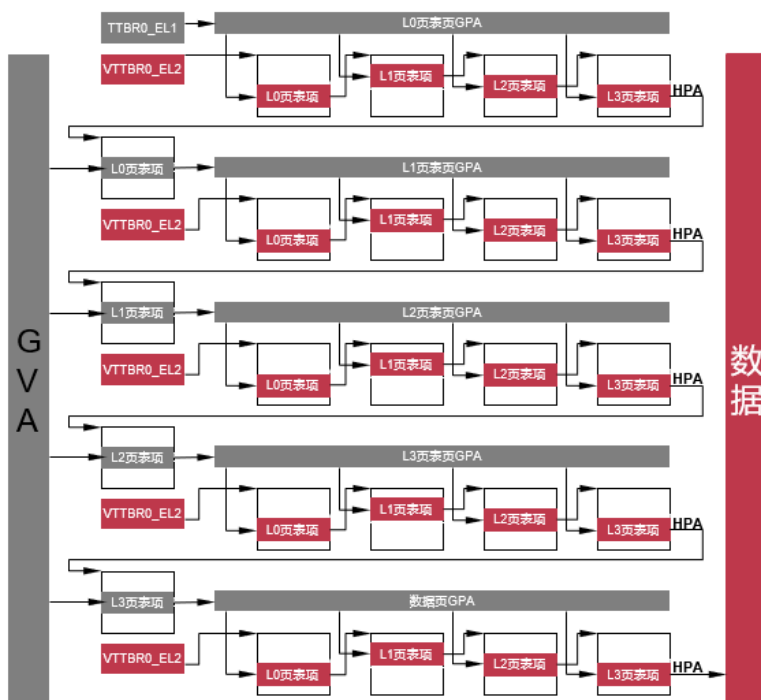 TTBR0_EL1
L0页表页GPA
VTTBR0_EL2
L0页表项
L1页表项
L2页表项
L3页表项
HPA
L0页表项
L1页表页GPA
VTTBR0_EL2
L0页表项
L1页表项
L2页表项
L3页表项
HPA
L1页表项
L2页表页GPA
VTTBR0_EL2
L0页表项
L1页表项
L2页表项
L3页表项
HPA
L2页表项
L3页表页GPA
VTTBR0_EL2
L0页表项
L1页表项
L2页表项
L3页表项
HPA
L3页表项
数据页GPA
VTTBR0_EL2
L0页表项
L1页表项
L2页表项
L3页表项
HPA
GVA
数据